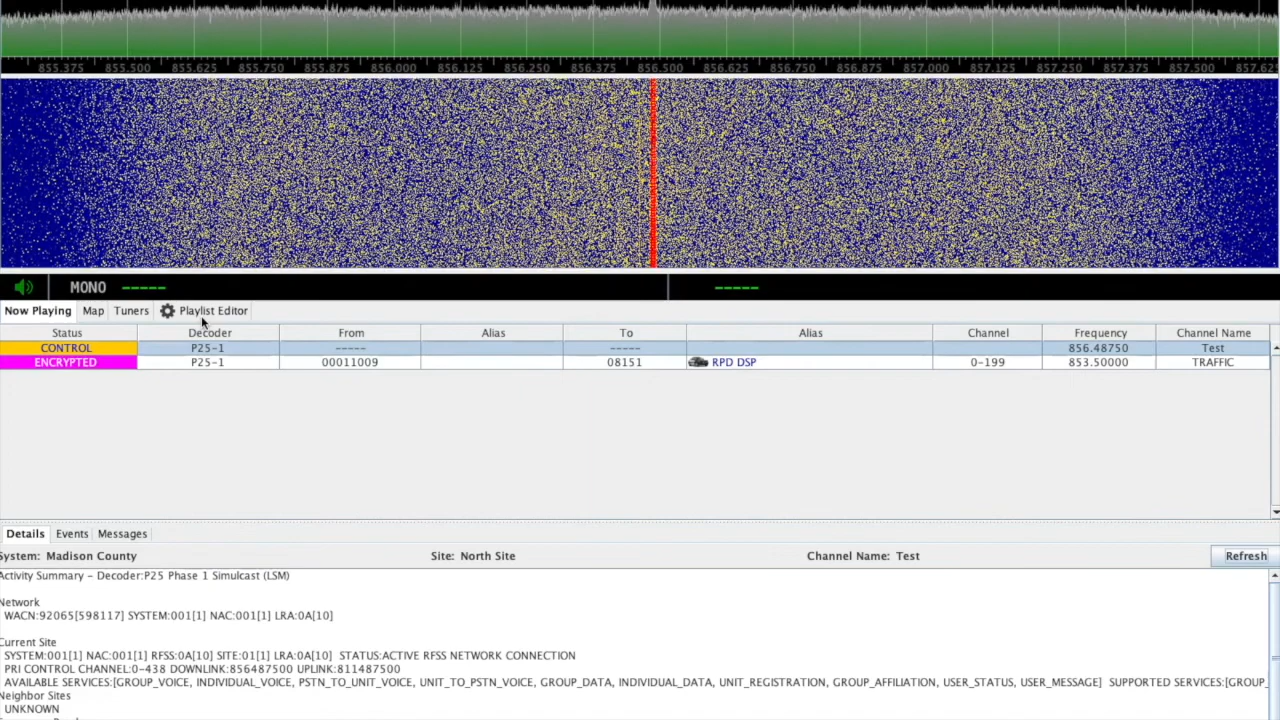 855.375 855.500 855.625 855.750 855.875 856.000 856.125 856.250 856.375 856.500 856.625 856.750 856.875 857.000 857.125 857.250 857.375 857.500 857.625
MONO ----- -----
Now Playing Map Tuners Playlist Editor
Status Decoder From Alias To Alias Channel Frequency Channel Name
CONTROL P25-1 ----- ----- 856.48750 Test
ENCRYPTED P25-1 00011009 08151 RPD DSP 0-199 853.50000 TRAFFIC
Details Events Messages
System: Madison County Site: North Site Channel Name: Test Refresh
Activity Summary - Decoder:P25 Phase 1 Simulcast (LSM)
Network
WACN:92065[598117] SYSTEM:001[1] NAC:001[1] LRA:0A[10]
Current Site
SYSTEM:001[1] NAC:001[1] RFSS:0A[10] SITE:01[1] LRA:0A[10] STATUS:ACTIVE RFSS NETWORK CONNECTION
PRI CONTROL CHANNEL:0-438 DOWNLINK:856487500 UPLINK:811487500
AVAILABLE SERVICES:[GROUP_VOICE, INDIVIDUAL_VOICE, PSTN_TO_UNIT_VOICE, UNIT_TO_PSTN_VOICE, GROUP_DATA, INDIVIDUAL_DATA, UNIT_REGISTRATION, GROUP_AFFILIATION, USER_STATUS, USER_MESSAGE] SUPPORTED SERVICES:[GROUP_
Neighbor Sites
UNKNOWN